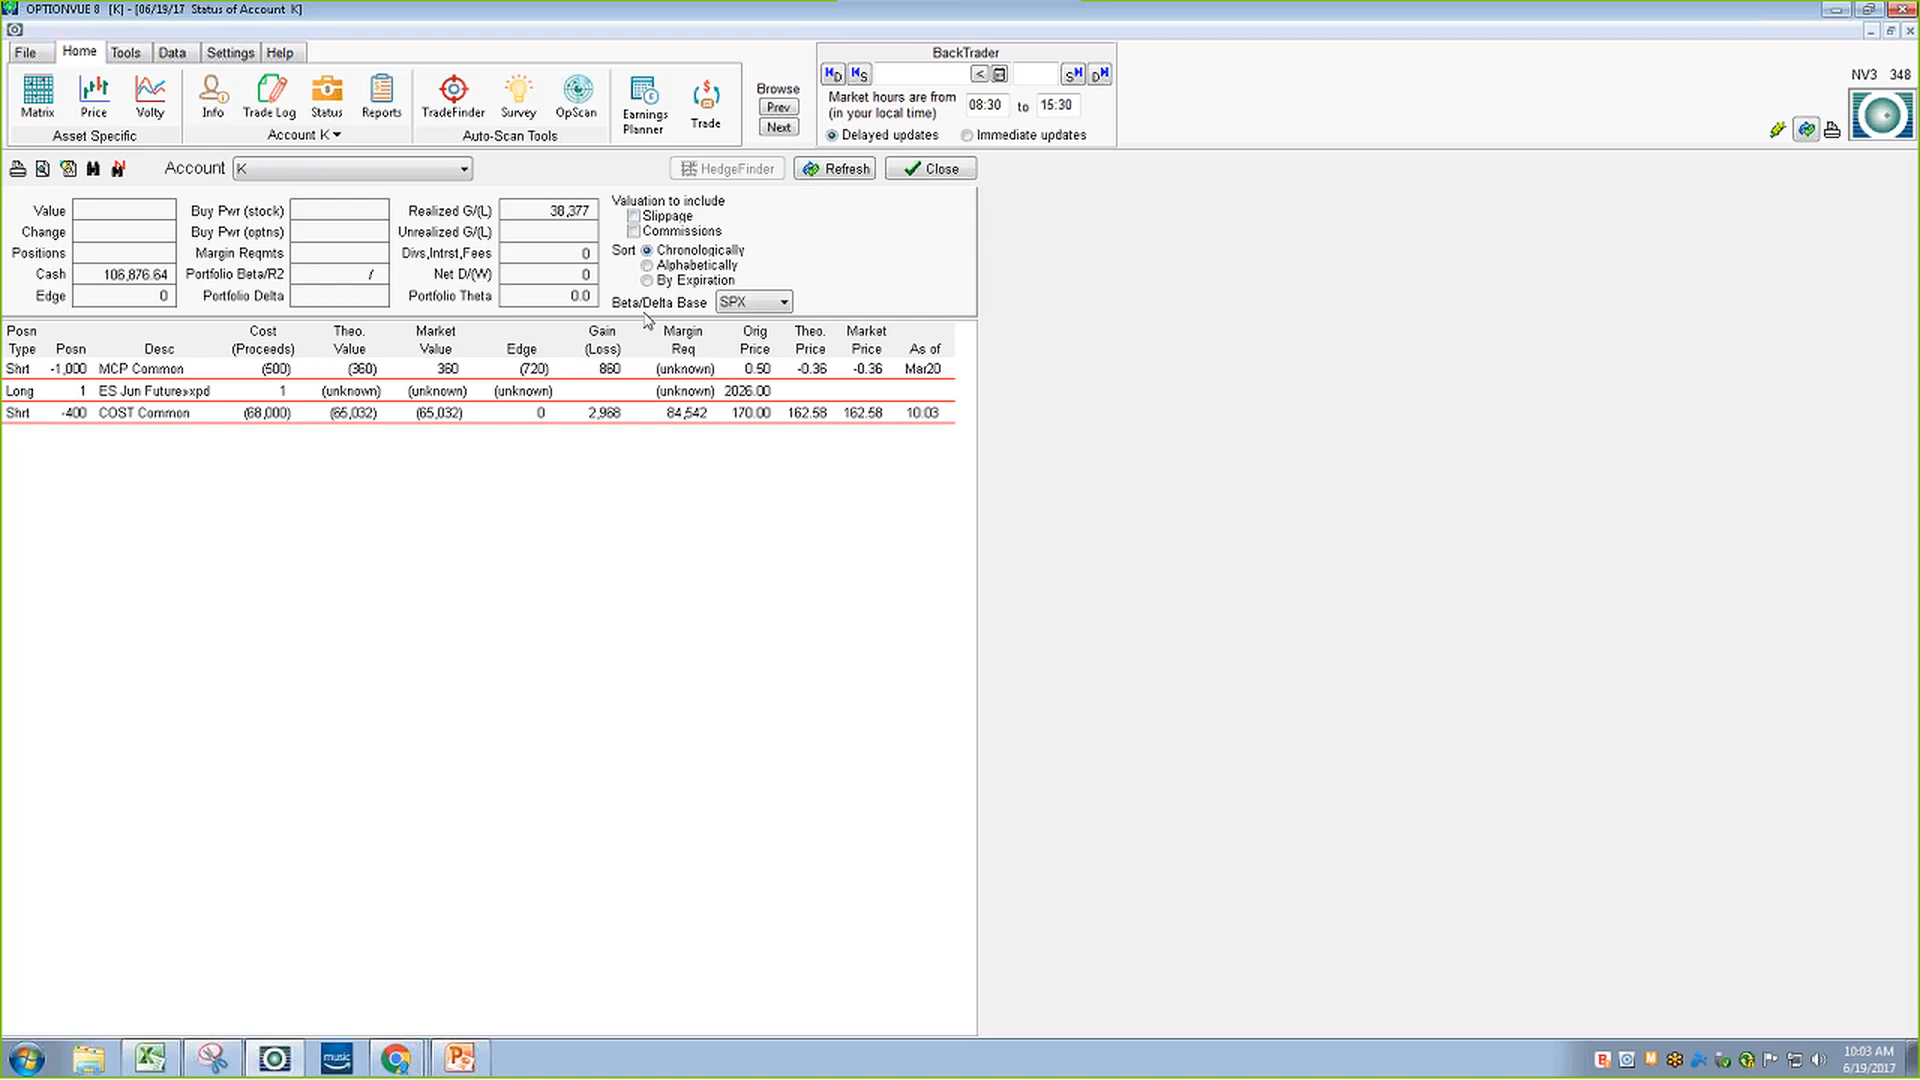 OPTIONVUE 8 [K] - [06/19/17 Status of Account K]
File Home Tools Data Settings Help
BackTrader
Matrix Price Volty
Asset Specific
Info Trade Log Status Reports
Account K
TradeFinder Survey OpScan
Auto-Scan Tools
Earnings Planner
Trade
Browse
Prev
Next
D S < S D
Market hours are from 08:30 to 15:30
(in your local time)
Delayed updates Immediate updates
NV3 348
Account K HedgeFinder Refresh Close
Value Buy Pwr (stock) Realized G/(L) 38,377
Change Buy Pwr (optns) Unrealized G/(L)
Positions Margin Reqmts Divs,Intrst,Fees 0
Cash 106,876.64 Portfolio Beta/R2 / Net D/(W) 0
Edge 0 Portfolio Delta Portfolio Theta 0.0
Valuation to include
Slippage
Commissions
Sort Chronologically
Alphabetically
By Expiration
Beta/Delta Base SPX
Posn Cost Theo. Market Gain Margin Orig Theo. Market
Type Posn Desc (Proceeds) Value Value Edge (Loss) Req Price Price Price As of
Shrt -1,000 MCP Common (500) (360) 360 (720) 860 (unknown) 0.50 -0.36 -0.36 Mar20
Long 1 ES Jun Future>xpd 1 (unknown) (unknown) (unknown) (unknown) 2026.00
Shrt -400 COST Common (68,000) (65,032) (65,032) 0 2,968 84,542 170.00 162.58 162.58 10:03
music
10:03 AM
6/19/2017